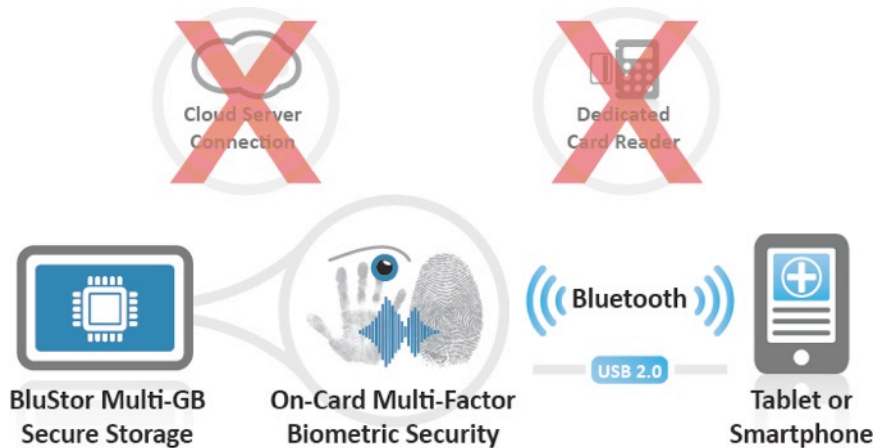 Cloud Server
Connection
Dedicated
Card Reader
Bluetooth
USB 2.0
BluStor Multi-GB
Secure Storage
On-Card Multi-Factor
Biometric Security
Tablet or
Smartphone